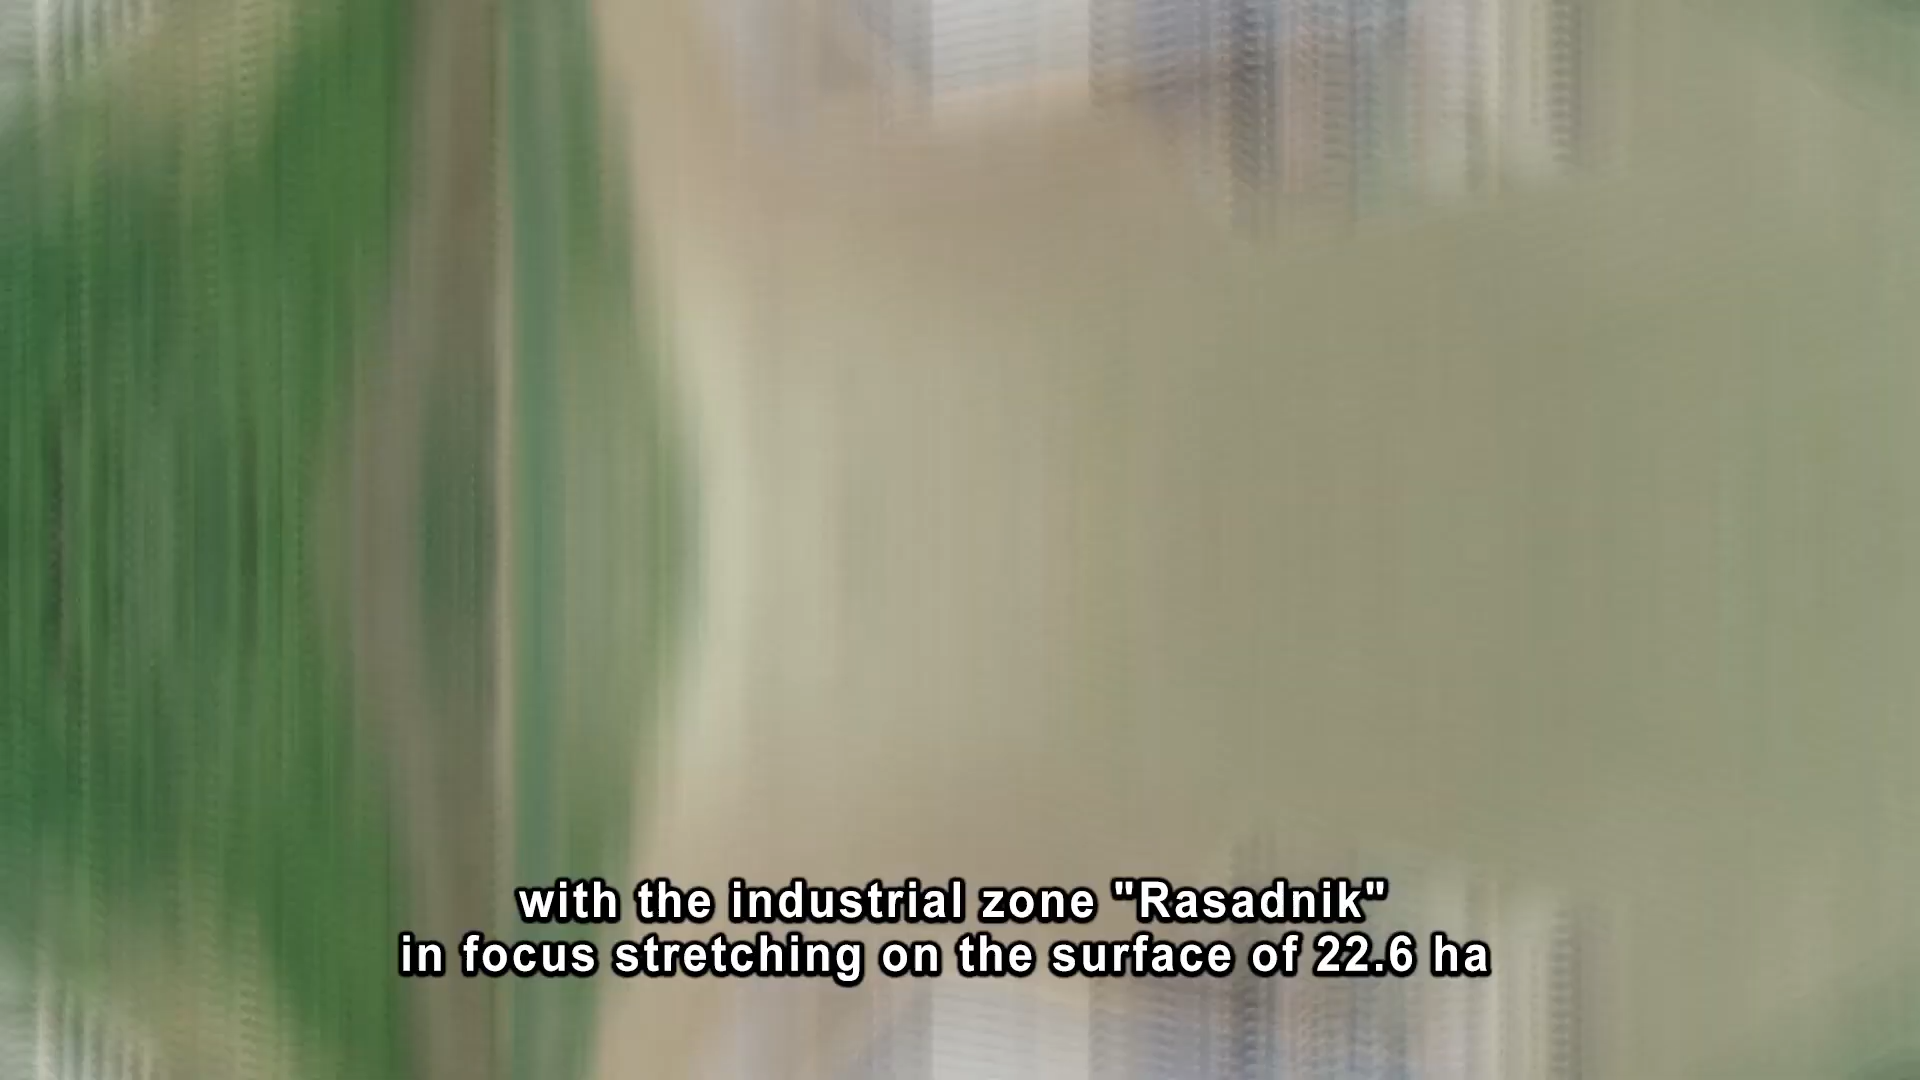 with the industrial zone "Rasadnik"
in focus stretching on the surface of 22.6 ha